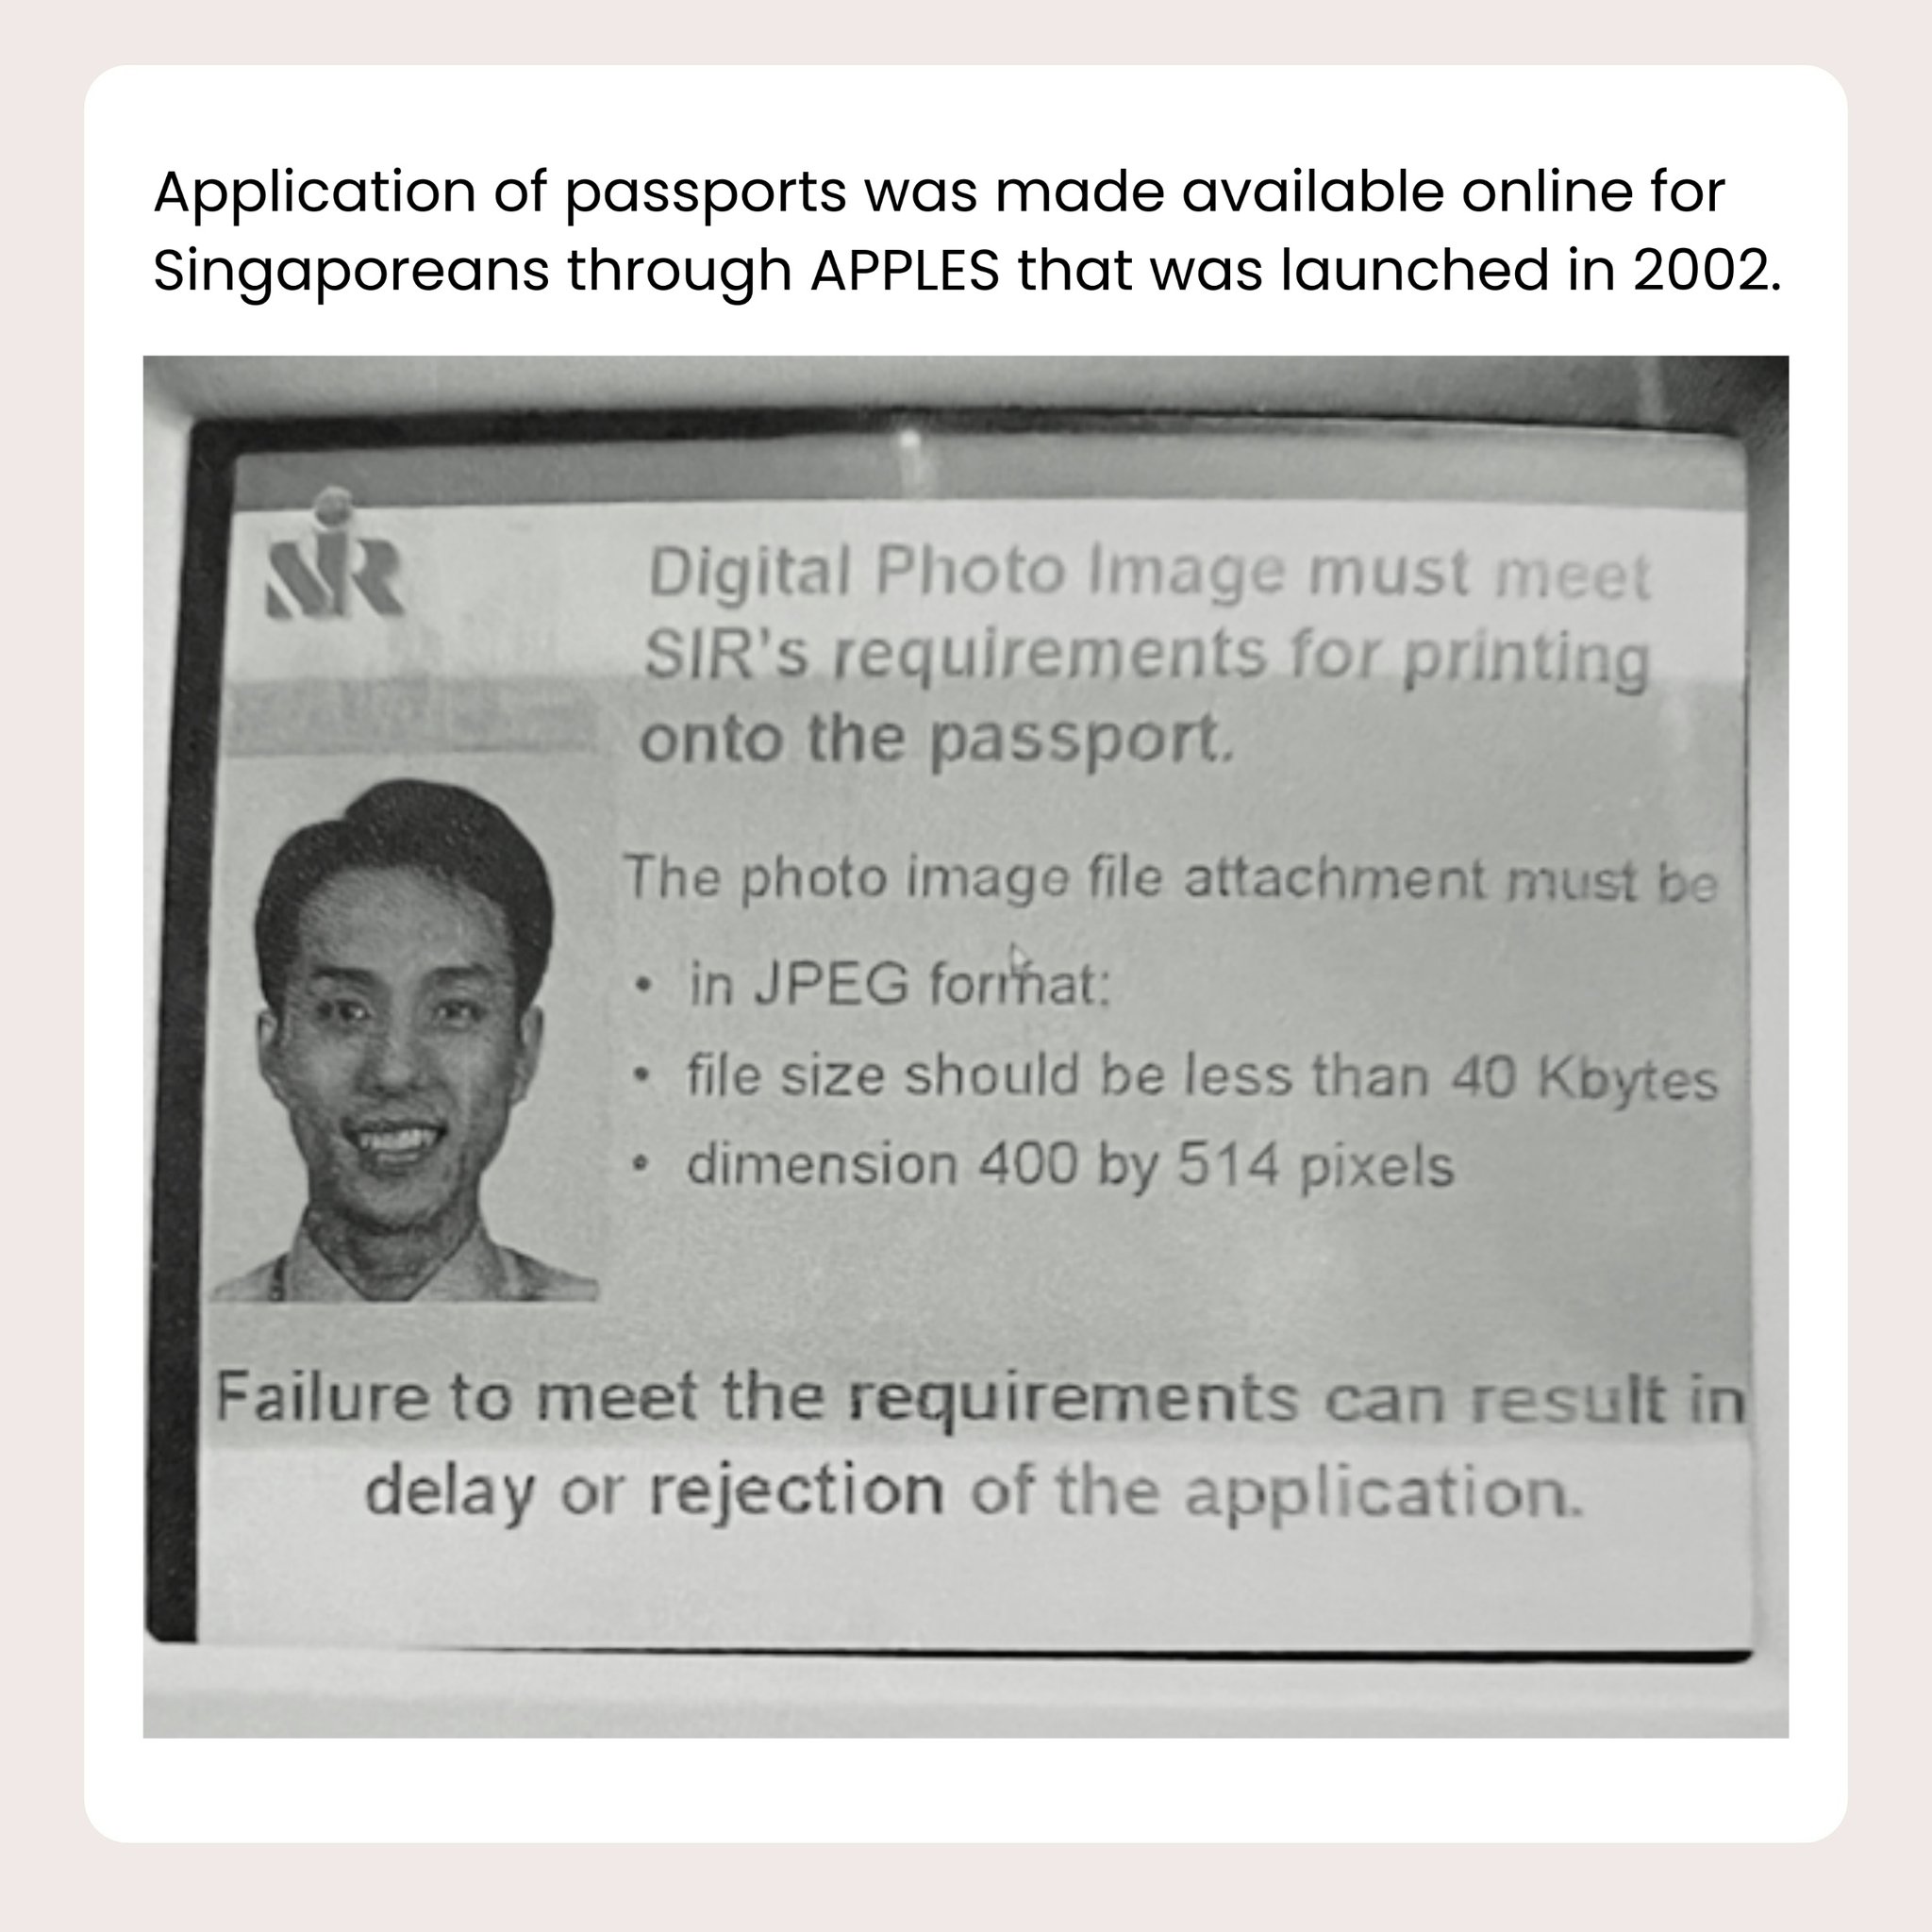 Application of passports was made available online for
Singaporeans through APPLES that was launched in 2002.
SIR
Digital Photo Image must meet
SIR's requirements for printing
onto the passport.
The photo image file attachment must be
• in JPEG format:
• file size should be less than 40 Kbytes
• dimension 400 by 514 pixels
Failure to meet the requirements can result in
delay or rejection of the application.